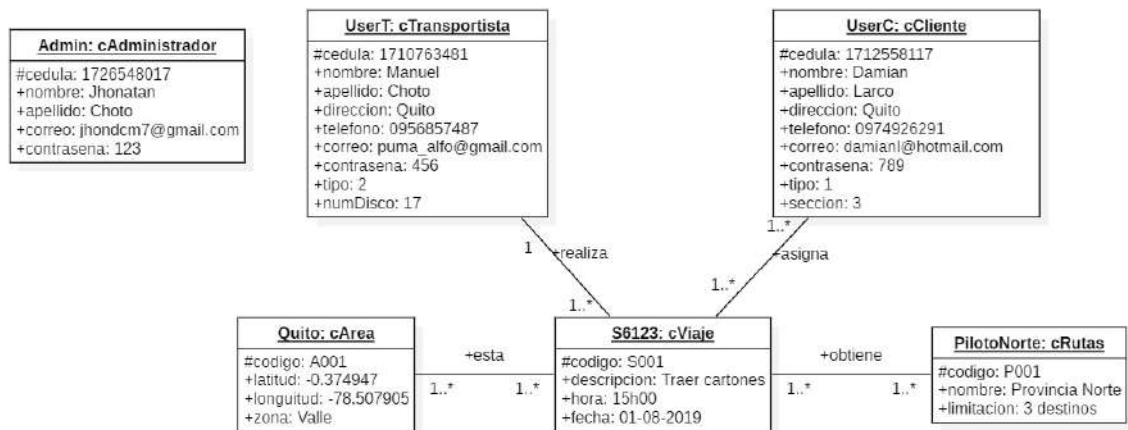 Admin: cAdministrador
#cedula: 1726548017
+nombre: Jhonatan
+apellido: Choto
+correo: jhondcm7@gmail.com
+contrasena: 123
UserT: cTransportista
#cedula: 1710763481
+nombre: Manuel
+apellido: Choto
+direccion: Quito
+telefono: 0956857487
+correo: puma_alfo@gmail.com
+contrasena: 456
+tipo: 2
+numDisco: 17
UserC: cCliente
#cedula: 1712558117
+nombre: Damian
+apellido: Larco
+direccion: Quito
+telefono: 0974926291
+correo: damianl@hotmail.com
+contrasena: 789
+tipo: 1
+seccion: 3
1
+realiza
1..*
1..*
+asigna
1..*
Quito: cArea
#codigo: A001
+latitud: -0.374947
+longuitud: -78.507905
+zona: Valle
+esta
1..*
1..*
S6123: cViaje
#codigo: S001
+descripcion: Traer cartones
+hora: 15h00
+fecha: 01-08-2019
+obtiene
1..*
1..*
PilotoNorte: cRutas
#codigo: P001
+nombre: Provincia Norte
+limitacion: 3 destinos